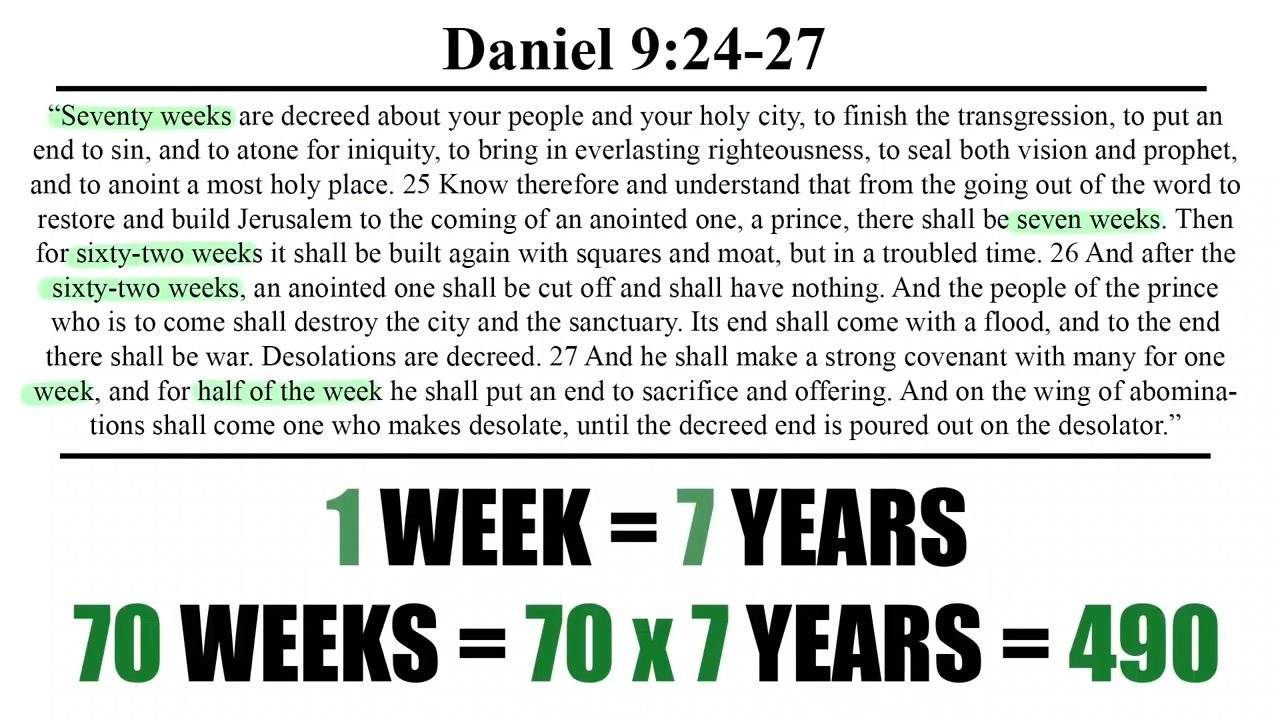 Daniel 9:24-27
“Seventy weeks are decreed about your people and your holy city, to finish the transgression, to put an
end to sin, and to atone for iniquity, to bring in everlasting righteousness, to seal both vision and prophet,
and to anoint a most holy place. 25 Know therefore and understand that from the going out of the word to
restore and build Jerusalem to the coming of an anointed one, a prince, there shall be seven weeks. Then
for sixty-two weeks it shall be built again with squares and moat, but in a troubled time. 26 And after the
sixty-two weeks, an anointed one shall be cut off and shall have nothing. And the people of the prince
who is to come shall destroy the city and the sanctuary. Its end shall come with a flood, and to the end
there shall be war. Desolations are decreed. 27 And he shall make a strong covenant with many for one
week, and for half of the week he shall put an end to sacrifice and offering. And on the wing of abomina-
tions shall come one who makes desolate, until the decreed end is poured out on the desolator.”
1 WEEK = 7 YEARS
70 WEEKS = 70 x 7 YEARS = 490